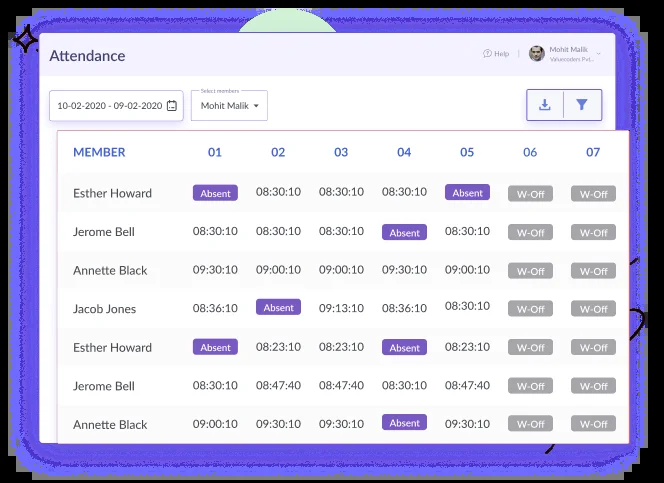 Attendance
Help
Mohit Malik
Valuecoders Pvt...
10-02-2020 - 09-02-2020
Select members
Mohit Malik
MEMBER 01 02 03 04 05 06 07
Esther Howard Absent 08:30:10 08:30:10 08:30:10 Absent W-Off W-Off
Jerome Bell 08:30:10 08:30:10 08:30:10 Absent 08:30:10 W-Off W-Off
Annette Black 09:30:10 09:00:10 09:00:10 09:30:10 09:00:10 W-Off W-Off
Jacob Jones 08:36:10 Absent 09:13:10 08:36:10 08:30:10 W-Off W-Off
Esther Howard Absent 08:23:10 08:23:10 Absent 08:23:10 W-Off W-Off
Jerome Bell 08:30:10 08:47:40 08:47:40 08:30:10 08:47:40 W-Off W-Off
Annette Black 09:00:10 09:30:10 09:30:10 Absent 09:30:10 W-Off W-Off